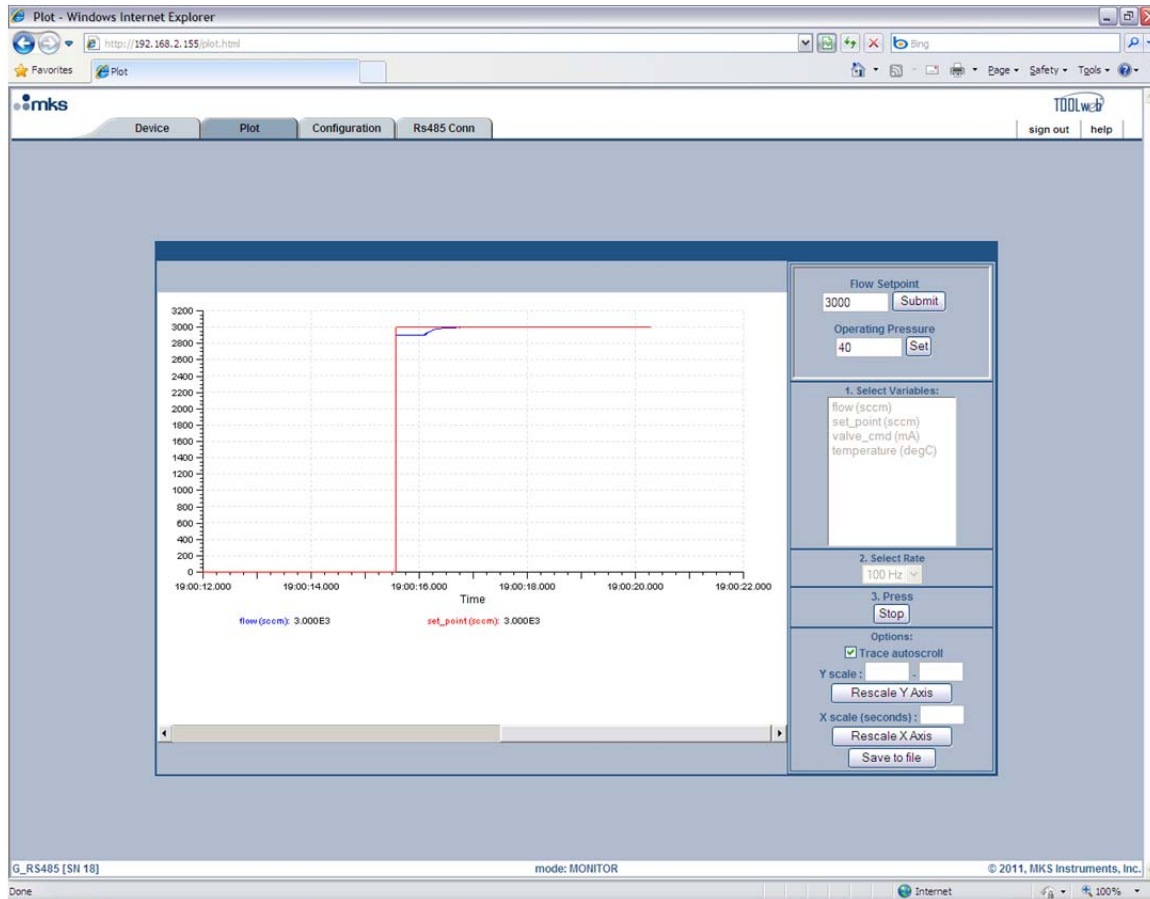 Plot - Windows Internet Explorer
http://192.168.2.155/plot.html
Bing
Favorites
Plot
Page
Safety
Tools
mks
TOOLweb
Device
Plot
Configuration
Rs485 Conn
sign out
help
Flow Setpoint
3000 Submit
Operating Pressure
40 Set
1. Select Variables:
flow (sccm)
set_point (sccm)
valve_cmd (mA)
temperature (degC)
2. Select Rate
100 Hz
3. Press
Stop
Options:
Trace autoscroll
Y scale : -
Rescale Y Axis
X scale (seconds) :
Rescale X Axis
Save to file
3200
3000
2800
2600
2400
2200
2000
1800
1600
1400
1200
1000
800
600
400
200
0
19:00:12.000 19:00:14.000 19:00:16.000 19:00:18.000 19:00:20.000 19:00:22.000
Time
flow (sccm): 3.000E3 set_point (sccm): 3.000E3
G_RS485 [SN 18]
mode: MONITOR
© 2011, MKS Instruments, Inc.
Done
Internet
100%